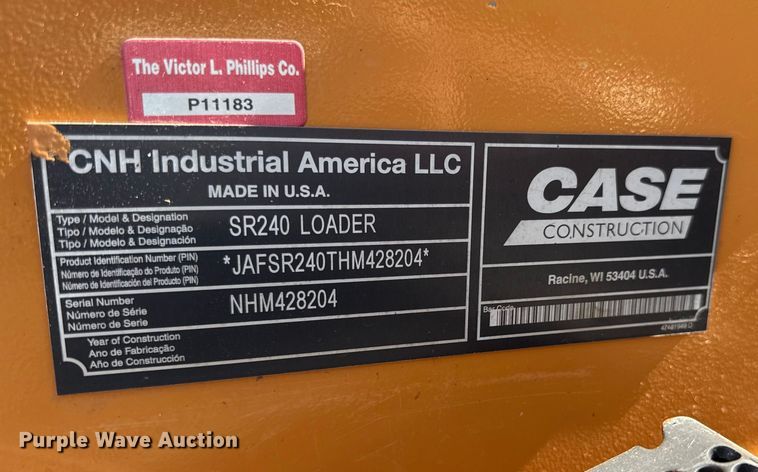 The Victor L. Phillips Co.
P11183
CNH Industrial America LLC
MADE IN U.S.A.
Type / Model & Designation
Tipo / Modelo & Designação
Tipo / Modelo & Designación
SR240 LOADER
Product Identification Number (PIN)
Número de Identificação do Produto (PIN)
Número de Identificación del Producto (PIN)
*JAFSR240THM428204*
Serial Number
Número de Série
Número de Serie
NHM428204
Year of Construction
Ano de Fabricação
Año de Construcción
CASE
CONSTRUCTION
Racine, WI 53404 U.S.A.
Bar Code
Purple Wave Auction